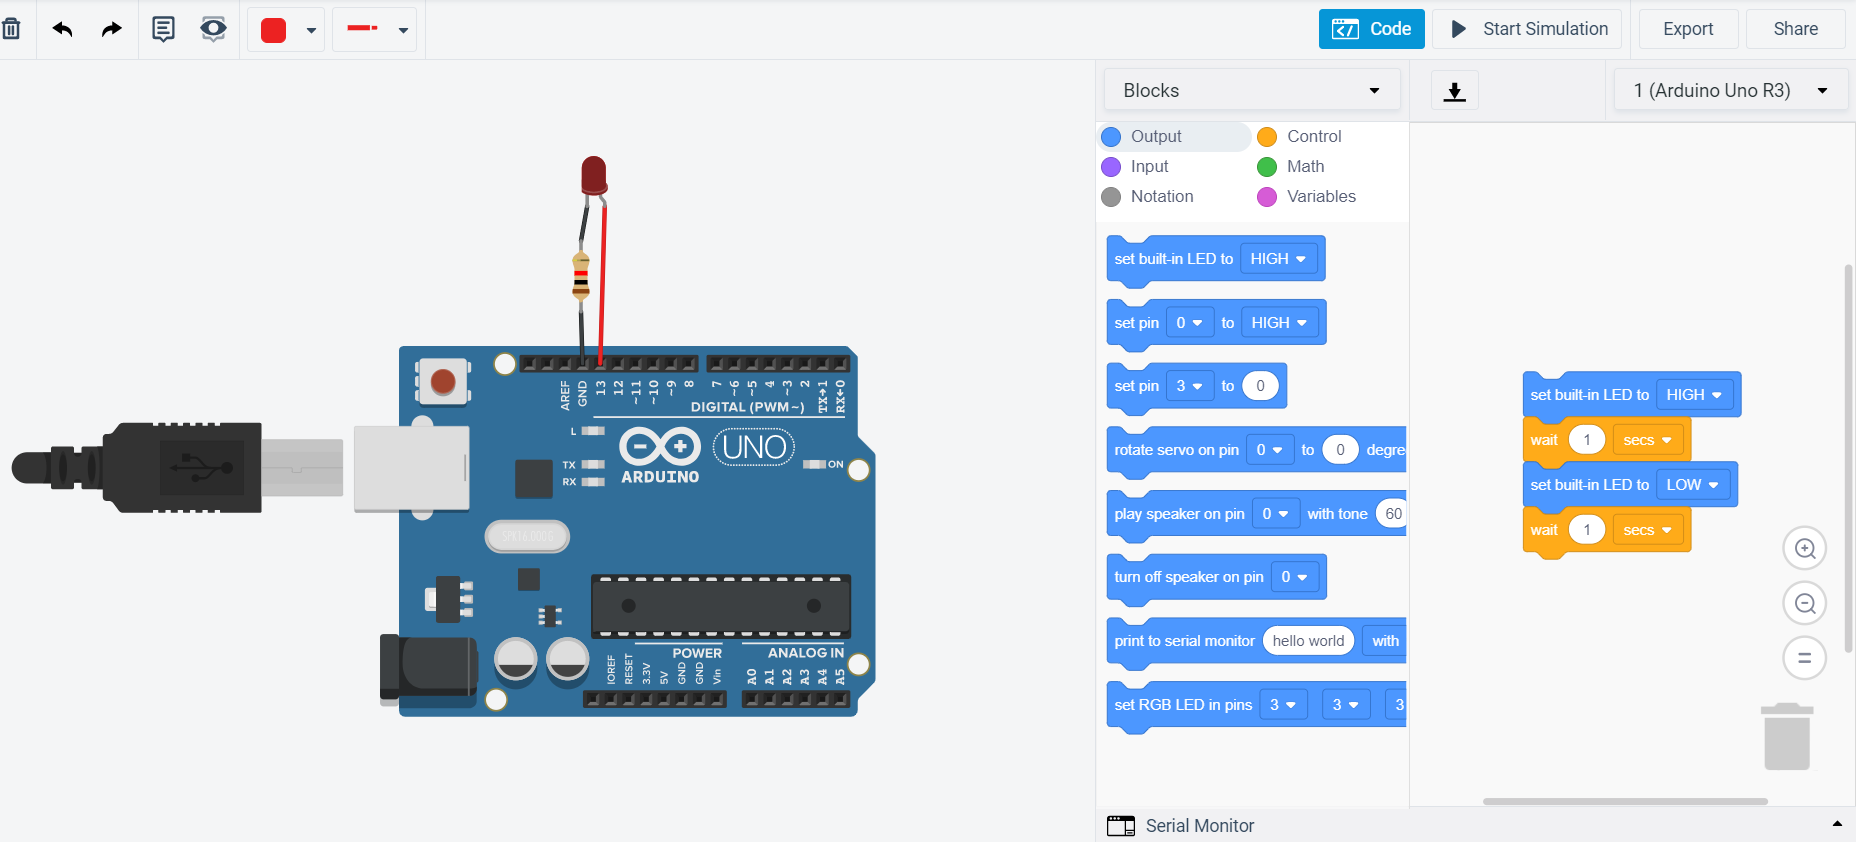 Code
Start Simulation
Export
Share
Blocks
1 (Arduino Uno R3)
Output
Control
Input
Math
Notation
Variables
set built-in LED to HIGH
set pin 0 to HIGH
set pin 3 to 0
rotate servo on pin 0 to 0 degre
play speaker on pin 0 with tone 60
turn off speaker on pin 0
print to serial monitor hello world with
set RGB LED in pins 3 3 3
set built-in LED to HIGH
wait 1 secs
set built-in LED to LOW
wait 1 secs
Serial Monitor
AREF
GND
13
12
~11
~10
~9
8
7
~6
~5
4
~3
2
TX→1
RX←0
DIGITAL (PWM~)
L
TX
RX
ARDUINO
UNO
ON
POWER
ANALOG IN
IOREF
RESET
3.3V
5V
GND
GND
Vin
A0
A1
A2
A3
A4
A5